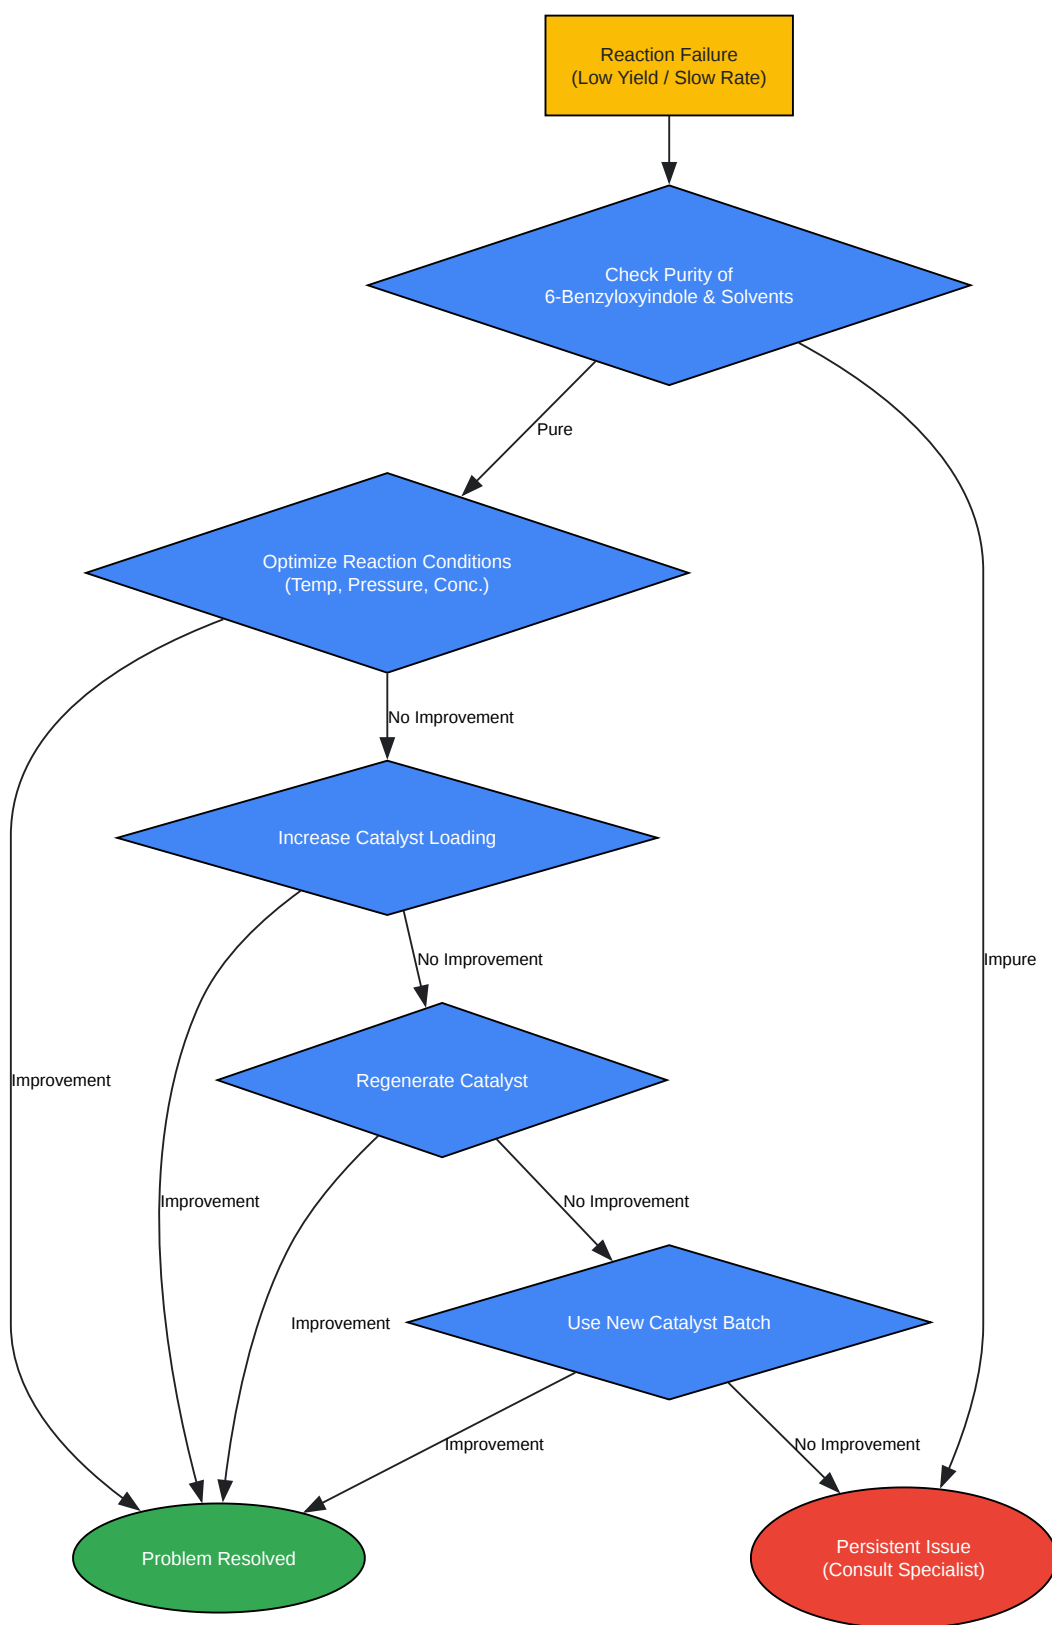 Reaction Failure
(Low Yield / Slow Rate)
Check Purity of
6-Benzyloxyindole & Solvents
Pure
Optimize Reaction Conditions
(Temp, Pressure, Conc.)
No Improvement
Increase Catalyst Loading
No Improvement
Impure
Regenerate Catalyst
Improvement
Improvement
No Improvement
Improvement
Use New Catalyst Batch
Improvement
No Improvement
Problem Resolved
Persistent Issue
(Consult Specialist)